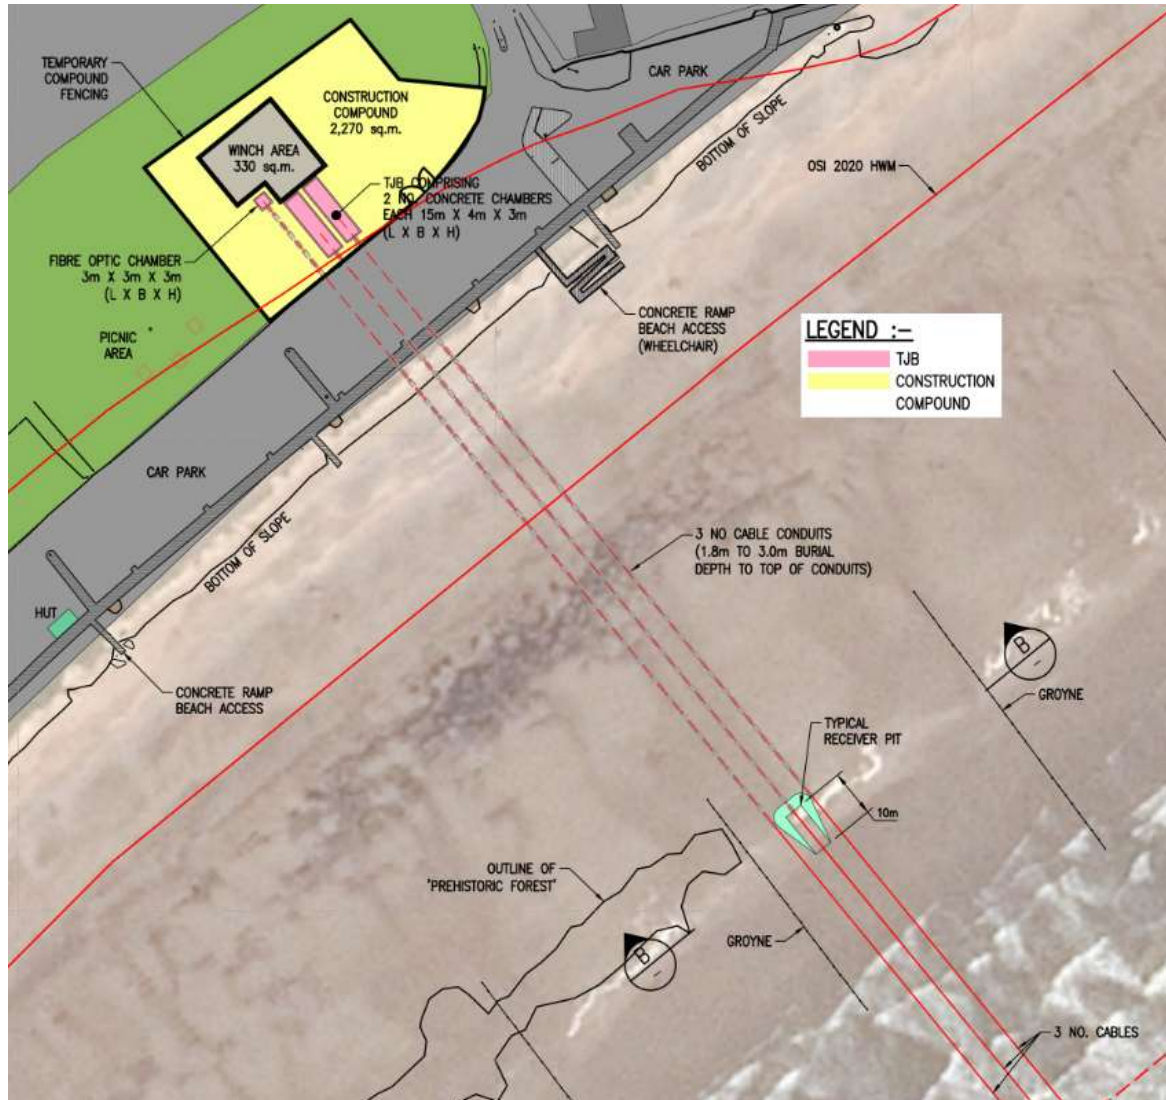 TEMPORARY
COMPOUND
FENCING
CONSTRUCTION
COMPOUND
2,270 sq.m.
CAR PARK
WINCH AREA
330 sq.m.
BOTTOM OF SLOPE
OSI 2020 HWM
TJB COMPRISING
2 NO. CONCRETE CHAMBERS
EACH 15m X 4m X 3m
(L X B X H)
FIBRE OPTIC CHAMBER
3m X 3m X 3m
(L X B X H)
PICNIC
AREA
CONCRETE RAMP
BEACH ACCESS
(WHEELCHAIR)
LEGEND :-
TJB
CONSTRUCTION
COMPOUND
CAR PARK
BOTTOM OF SLOPE
3 NO CABLE CONDUITS
(1.8m TO 3.0m BURIAL
DEPTH TO TOP OF CONDUITS)
HUT
CONCRETE RAMP
BEACH ACCESS
B
-
GROYNE
TYPICAL
RECEIVER PIT
10m
OUTLINE OF
'PREHISTORIC FOREST'
GROYNE
B
-
3 NO. CABLES